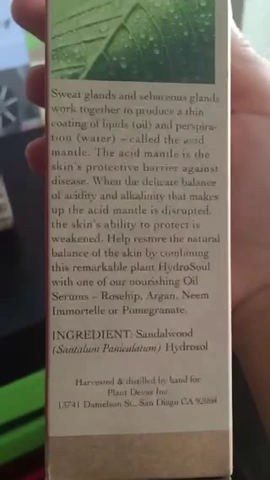 Sweat glands and sebaceous glands
work together to produce a thin
coating of lipids (oil) and perspira-
tion (water) – called the acid
mantle. The acid mantle is the
skin's protective barrier against
disease. When the delicate balance
of acidity and alkalinity that makes
up the acid mantle is disrupted,
the skin's ability to protect is
weakened. Help restore the natural
balance of the skin by combining
this remarkable plant HydroSoul
with one of our nourishing Oil
Serums – Rosehip, Argan, Neem
Immortelle or Pomegranate.
INGREDIENT: Sandalwood
(Santalum Paniculatum) Hydrosol
Harvested & distilled by hand for
Plant Devas Inc
13741 Danielson St., San Diego CA